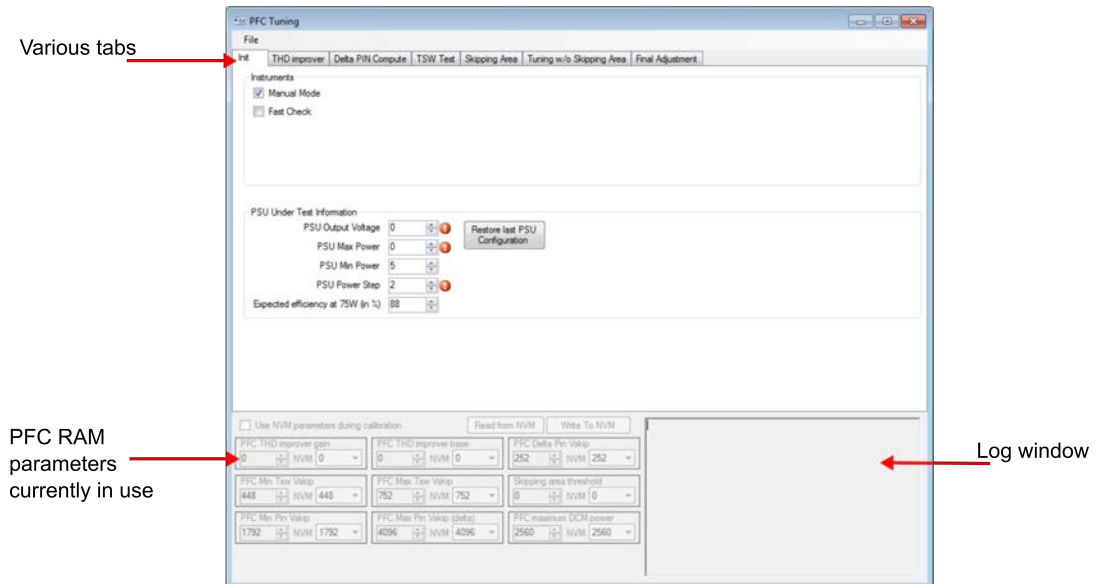 PFC Tuning
File
Various tabs
Init THD improver Delta PIN Compute TSW Test Skipping Area Tuning w/o Skipping Area Final Adjustment
Instruments
Manual Mode
Fast Check
PSU Under Test Information
PSU Output Voltage 0
Restore last PSU Configuration
PSU Max Power 0
PSU Min Power 5
PSU Power Step 2
Expected efficiency at 75W (in %) 88
Use NVM parameters during calibration Read from NVM Write To NVM
PFC RAM
parameters
currently in use
PFC THD improver gain PFC THD improver base PFC Delta Pin Vskip
0 NVM 0 0 NVM 0 252 NVM 252
Log window
PFC Min Tsw Vskip PFC Max Tsw Vskip Skipping area threshold
448 NVM 448 752 NVM 752 0 NVM 0
PFC Min Pin Vskip PFC Max Pin Vskip (delta) PFC maximum DCM power
1792 NVM 1792 4096 NVM 4096 2560 NVM 2560